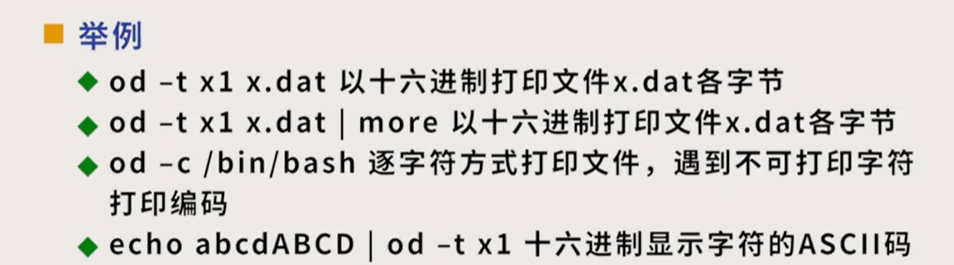 举例
od –t x1 x.dat 以十六进制打印文件x.dat各字节
od –t x1 x.dat | more 以十六进制打印文件x.dat各字节
od –c /bin/bash 逐字符方式打印文件，遇到不可打印字符
打印编码
echo abcdABCD | od –t x1 十六进制显示字符的ASCII码